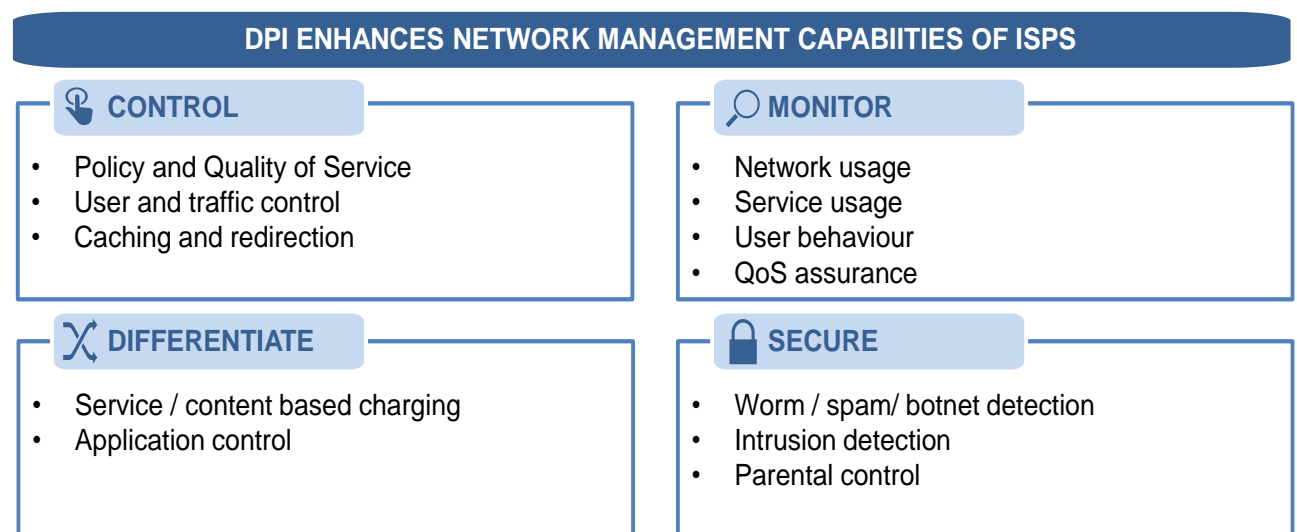 DPI ENHANCES NETWORK MANAGEMENT CAPABIITIES OF ISPS
CONTROL
• Policy and Quality of Service
• User and traffic control
• Caching and redirection
MONITOR
• Network usage
• Service usage
• User behaviour
• QoS assurance
DIFFERENTIATE
• Service / content based charging
• Application control
SECURE
• Worm / spam/ botnet detection
• Intrusion detection
• Parental control